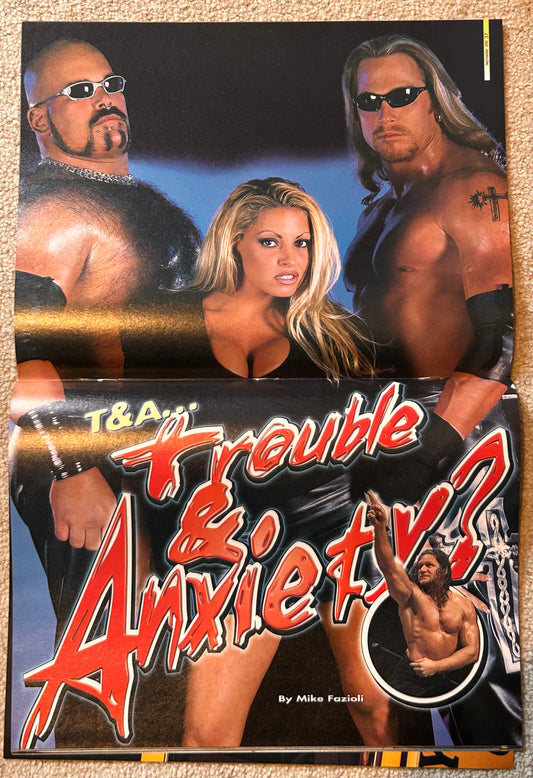 T&A...
trouble
&
Anxiety?
By Mike Fazioli